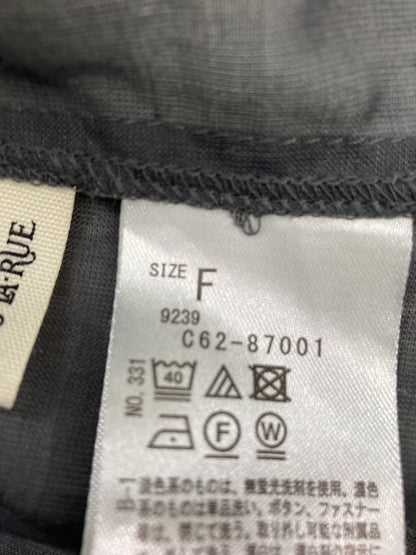 LA·RUE
SIZE F
9239
C62-87001
NO. 331
40
F W
B-1 淡色系のものは、無蛍光洗剤を使用、濃色
系のものは単品洗い。ボタン、ファスナー